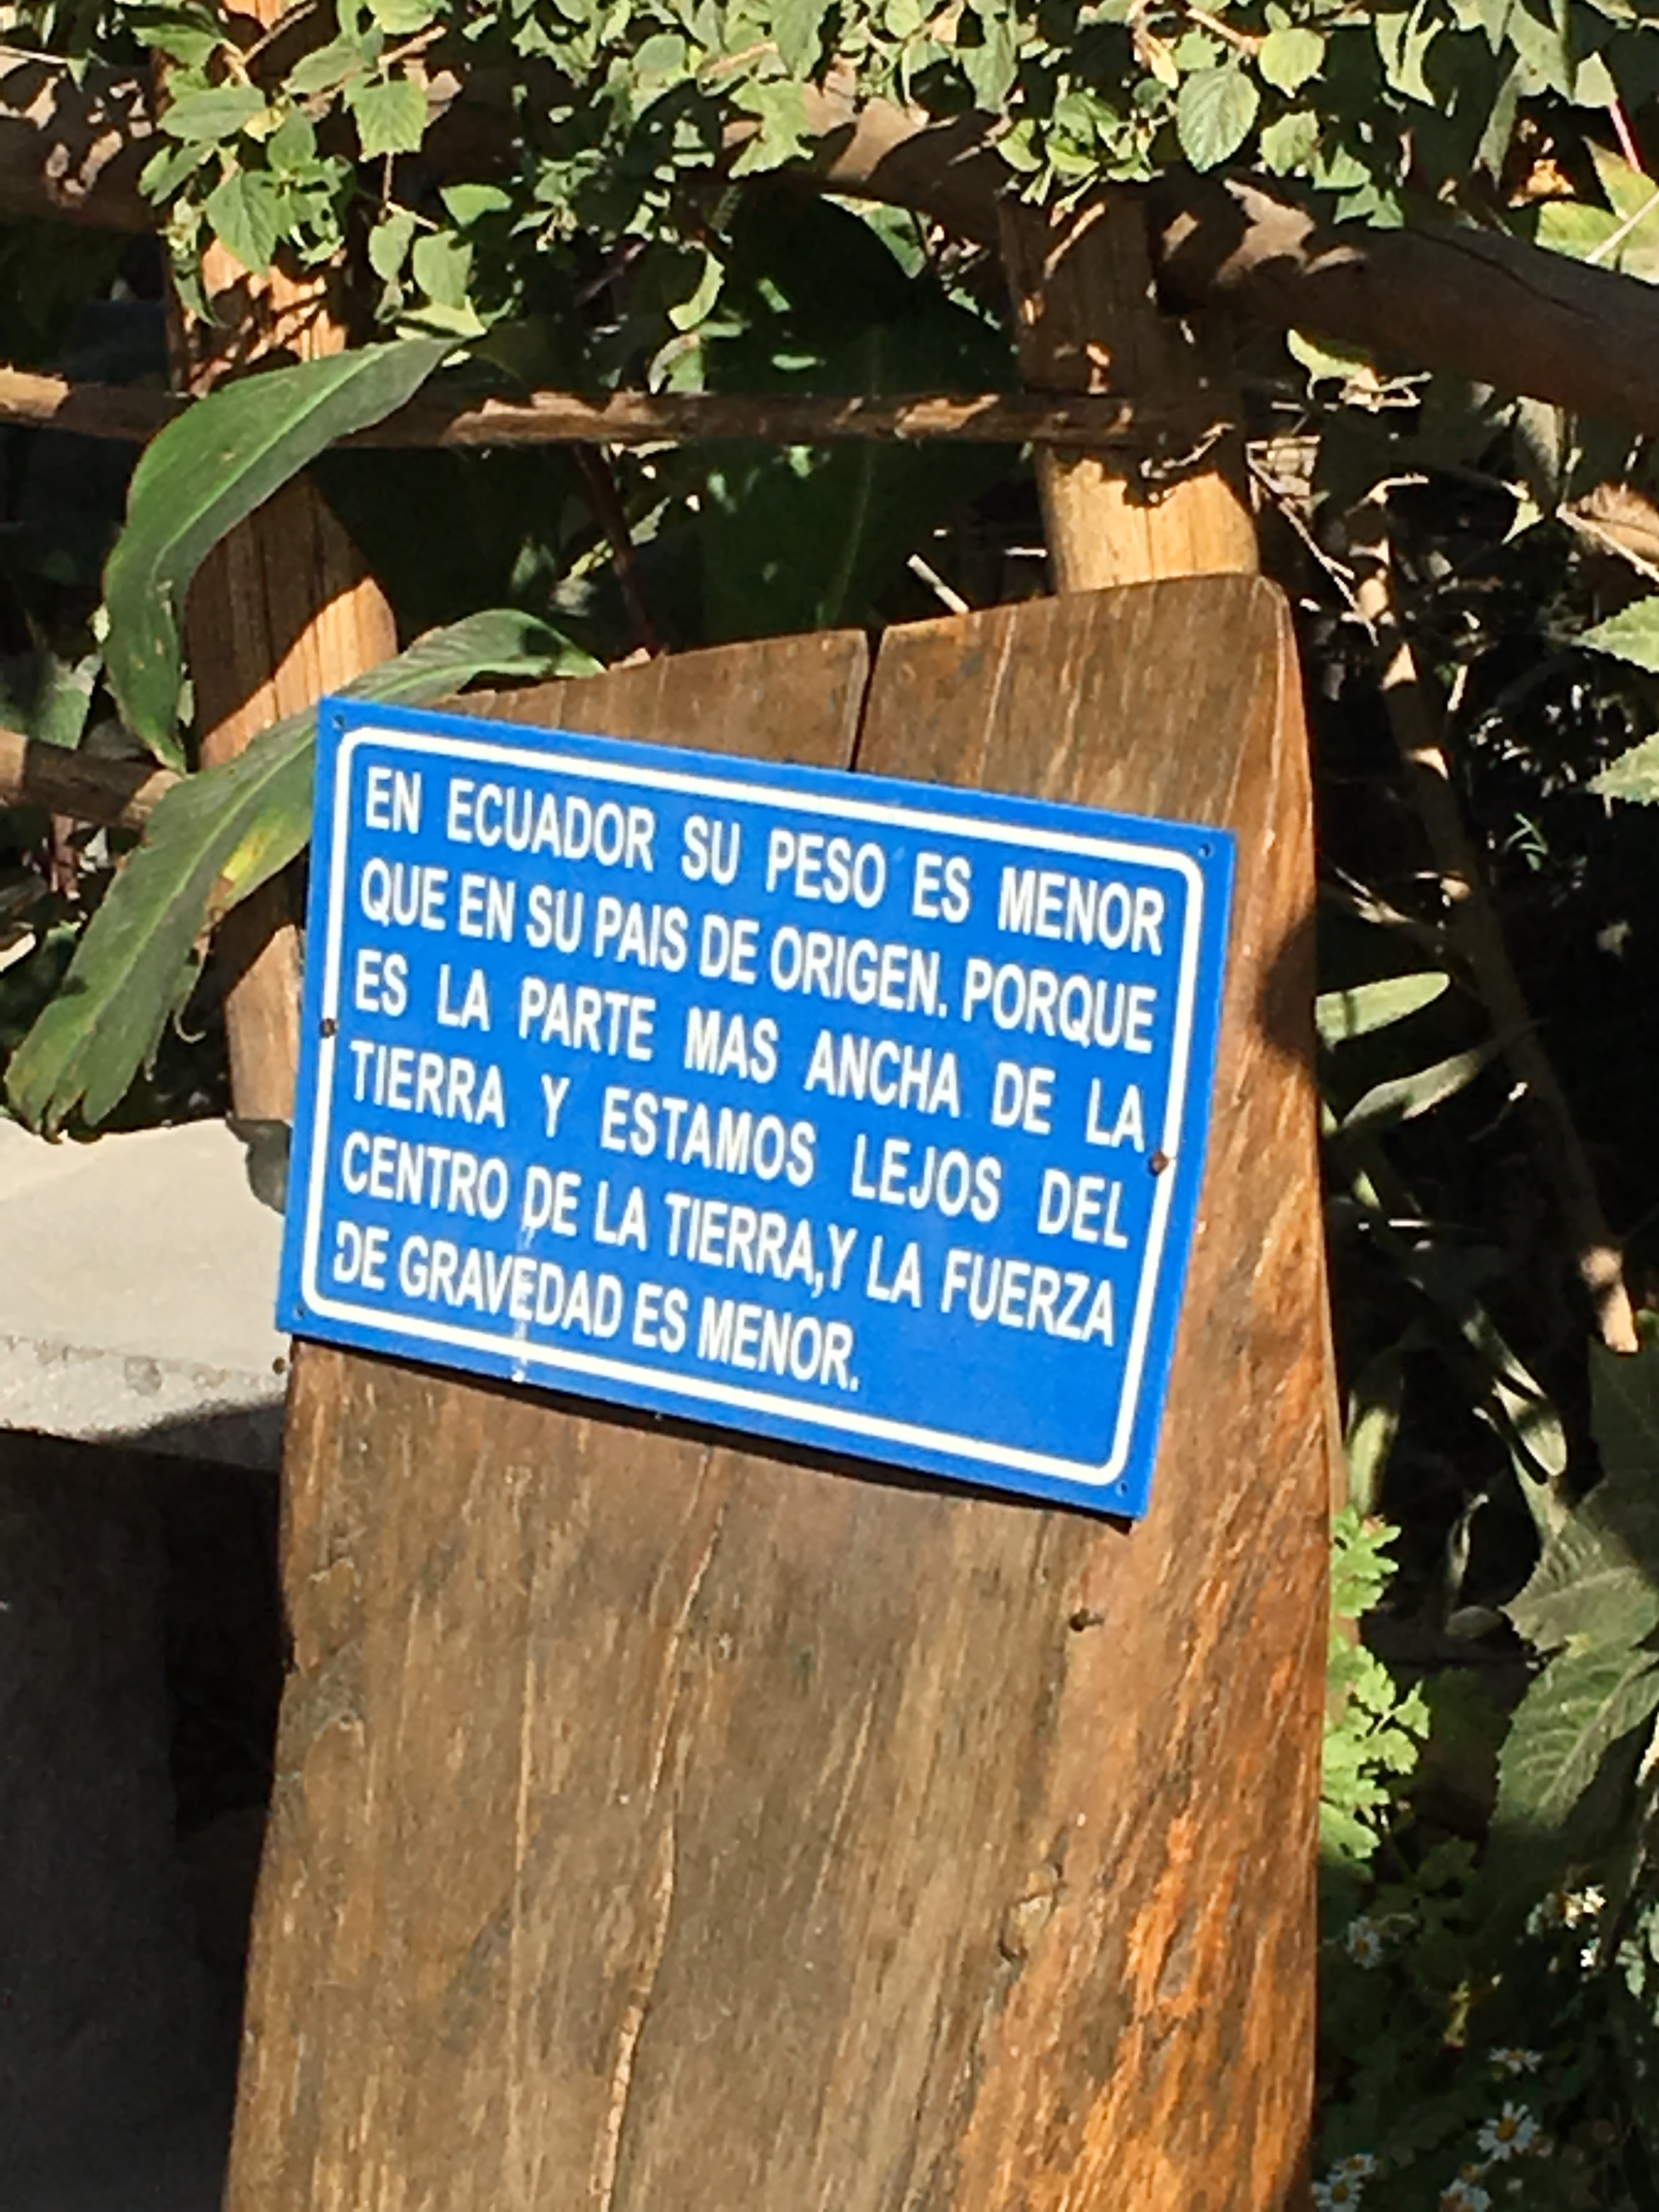 EN ECUADOR SU PESO ES MENOR
QUE EN SU PAIS DE ORIGEN. PORQUE
ES LA PARTE MAS ANCHA DE LA
TIERRA Y ESTAMOS LEJOS DEL
CENTRO DE LA TIERRA,Y LA FUERZA
DE GRAVEDAD ES MENOR.